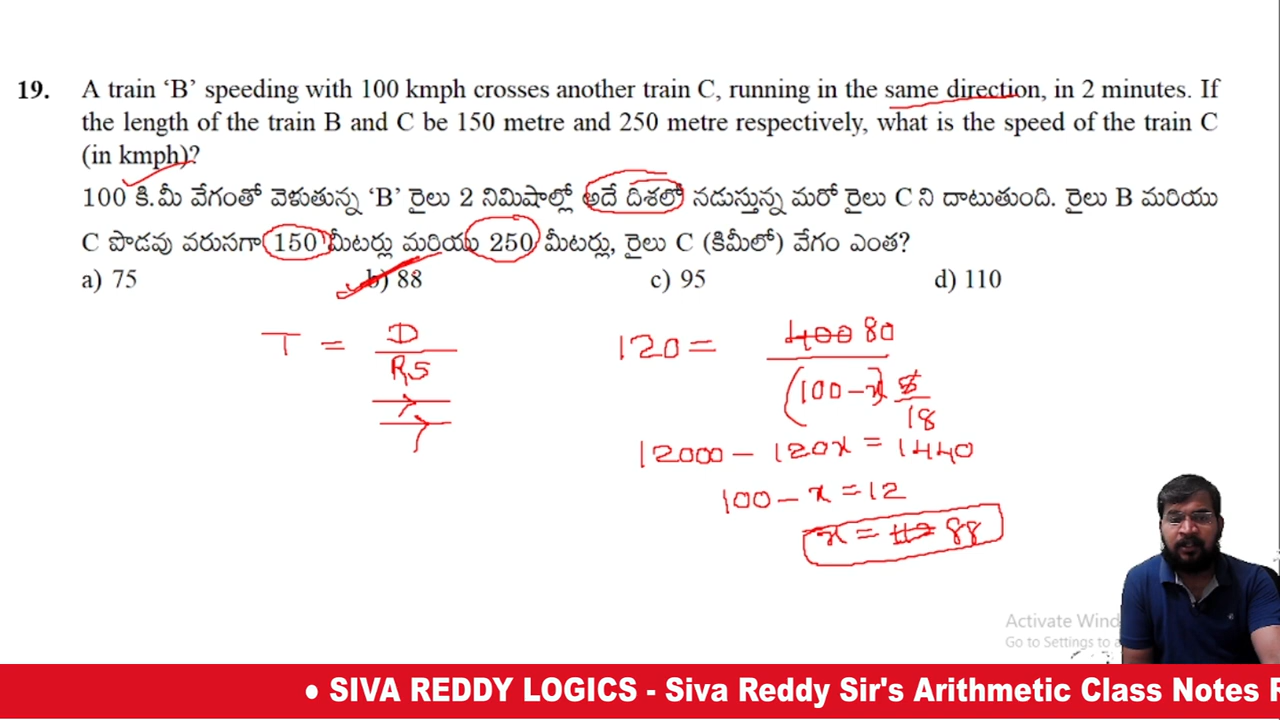 19. A train ‘B’ speeding with 100 kmph crosses another train C, running in the same direction, in 2 minutes. If
the length of the train B and C be 150 metre and 250 metre respectively, what is the speed of the train C
(in kmph)?
100 కి.మీ వేగంతో వెళుతున్న ‘B’ రైలు 2 నిమిషాల్లో అదే దిశలో నడుస్తున్న మరో రైలు C ని దాటుతుంది. రైలు B మరియు
C పొడవు వరుసగా 150 మీటర్లు మరియు 250 మీటర్లు, రైలు C (కిమీలో) వేగం ఎంత?
a) 75 b) 88 c) 95 d) 110
T = D / R.S
120 = 400 80 / (100 - x) 5/18
12000 - 120x = 1440
100 - x = 12
x = 112 88
Activate Wind
Go to Settings to a
● SIVA REDDY LOGICS - Siva Reddy Sir's Arithmetic Class Notes